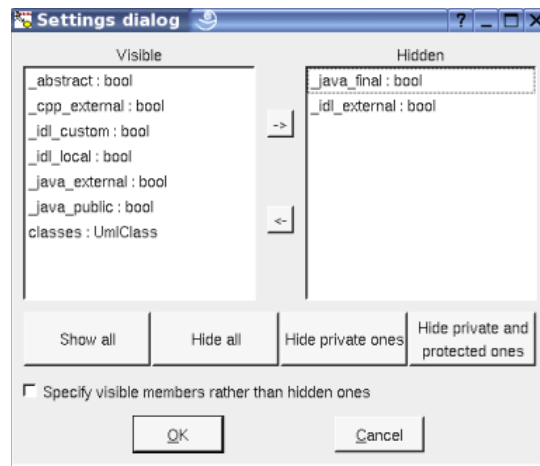 Settings dialog
?
Visible
Hidden
_abstract : bool
_cpp_external : bool
_idl_custom : bool
_idl_local : bool
_java_external : bool
_java_public : bool
classes : UmlClass
->
<-
_java_final : bool
_idl_external : bool
Show all
Hide all
Hide private ones
Hide private and
protected ones
Specify visible members rather than hidden ones
OK
Cancel